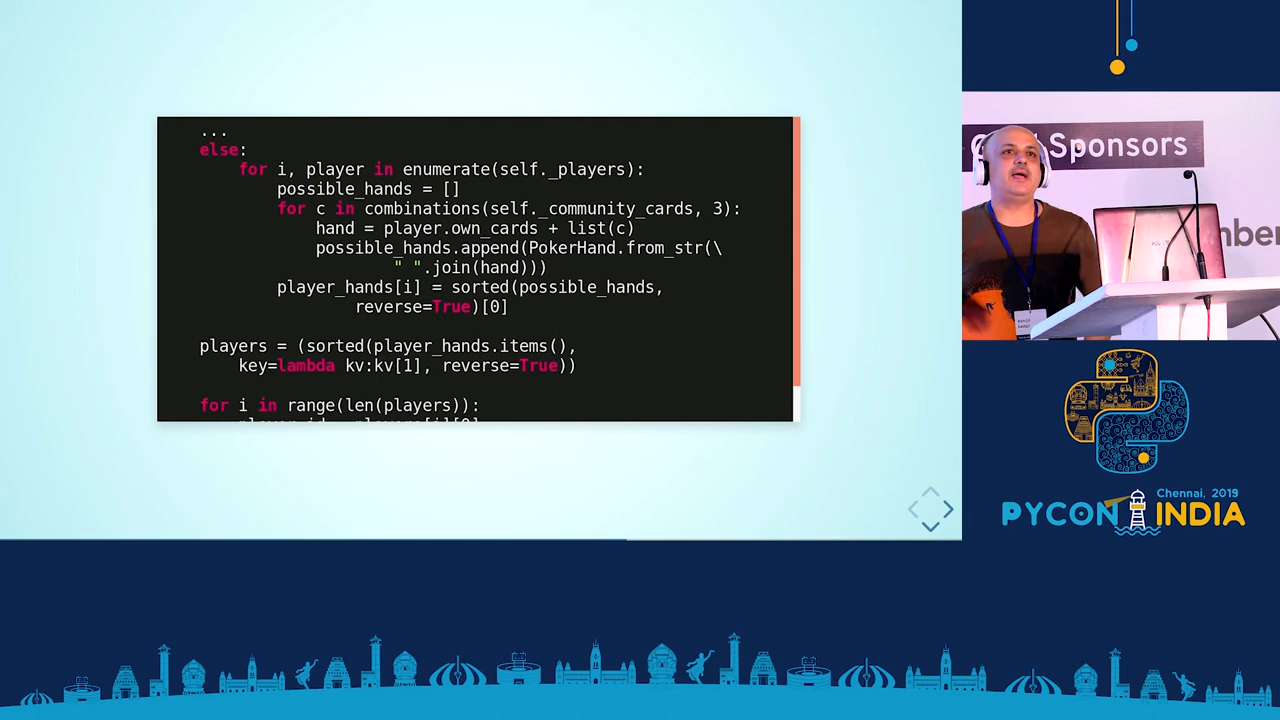 ...
else:
for i, player in enumerate(self._players):
possible_hands = []
for c in combinations(self._community_cards, 3):
hand = player.own_cards + list(c)
possible_hands.append(PokerHand.from_str(\
" ".join(hand)))
player_hands[i] = sorted(possible_hands,
reverse=True)[0]
players = (sorted(player_hands.items(),
key=lambda kv:kv[1], reverse=True))
for i in range(len(players)):
Sponsors
Chennai, 2019
PYCON INDIA